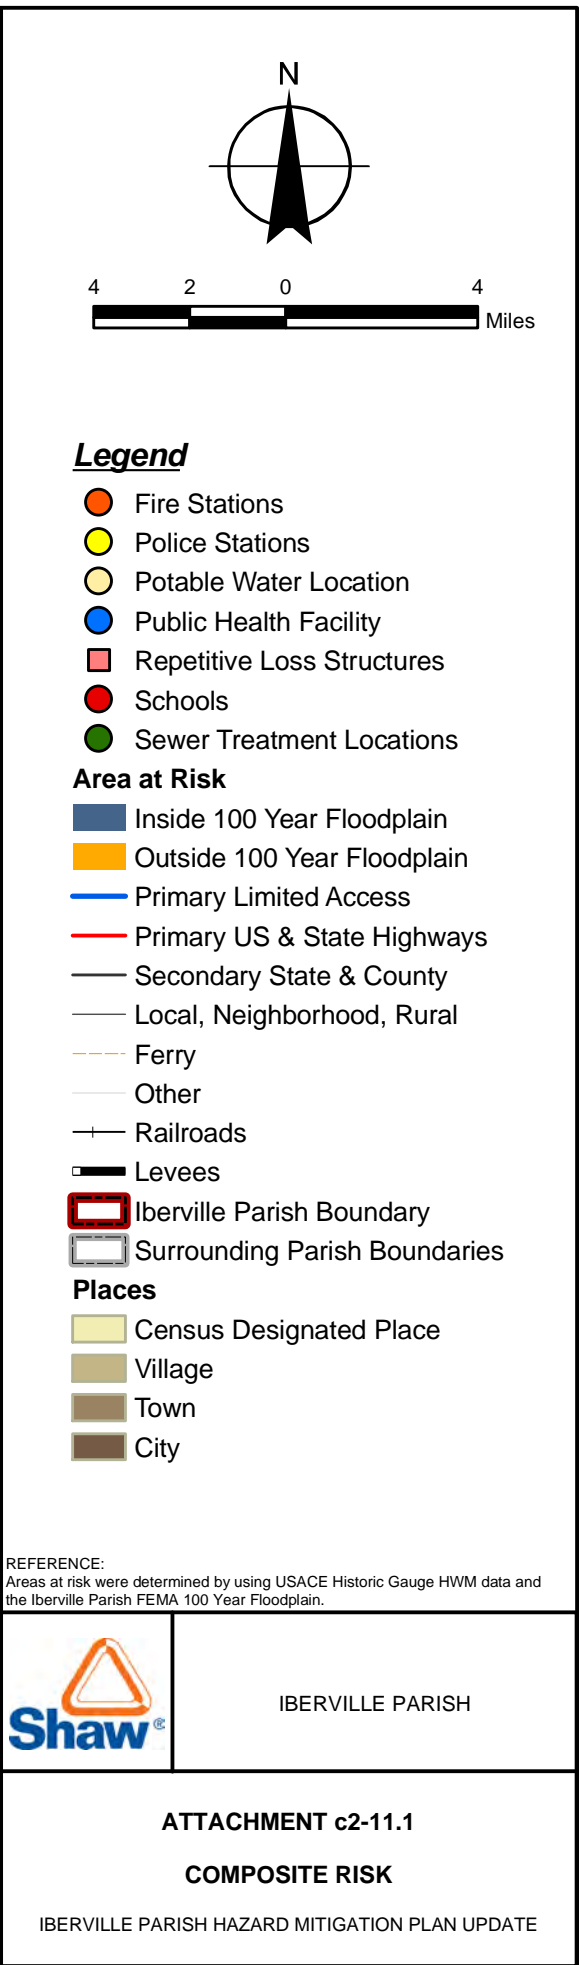 N
4 2 0 4
Miles
Legend
Fire Stations
Police Stations
Potable Water Location
Public Health Facility
Repetitive Loss Structures
Schools
Sewer Treatment Locations
Area at Risk
Inside 100 Year Floodplain
Outside 100 Year Floodplain
Primary Limited Access
Primary US & State Highways
Secondary State & County
Local, Neighborhood, Rural
Ferry
Other
Railroads
Levees
Iberville Parish Boundary
Surrounding Parish Boundaries
Places
Census Designated Place
Village
Town
City
REFERENCE:
Areas at risk were determined by using USACE Historic Gauge HWM data and
the Iberville Parish FEMA 100 Year Floodplain.
Shaw®
IBERVILLE PARISH
ATTACHMENT c2-11.1
COMPOSITE RISK
IBERVILLE PARISH HAZARD MITIGATION PLAN UPDATE